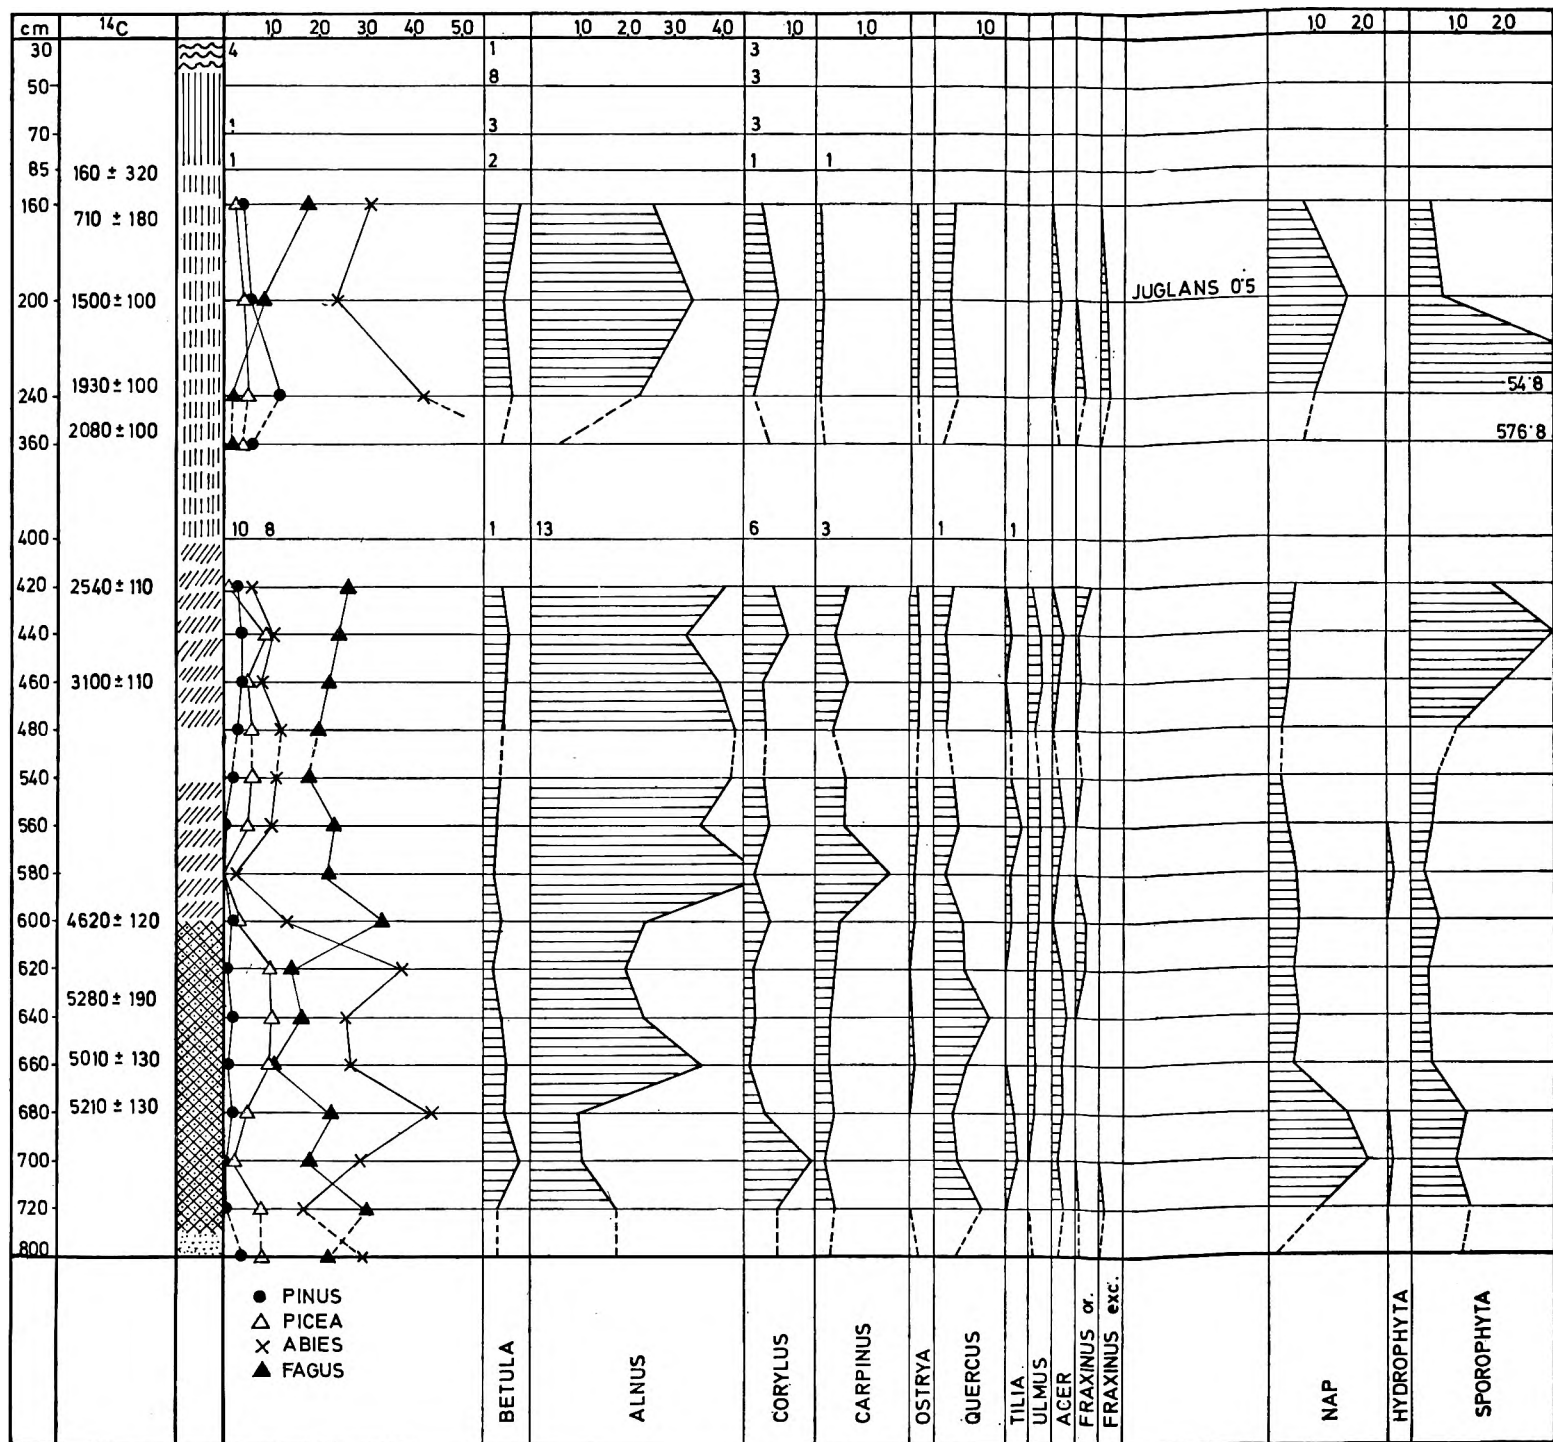 cm ¹⁴C 10 20 30 40 50 10 20 30 40 10 10 10 10 20 10 20
30 4 1 3
50 8 3
70 1 3 3
85 160 ± 320 1 2 1 1
160 710 ± 180
200 1500 ± 100 JUGLANS 0·5
240 1930 ± 100 54·8
360 2080 ± 100 576·8
400 10 8 1 13 6 3 1 1
420 2540 ± 110
440
460 3100 ± 110
480
540
560
580
600 4620 ± 120
620
640 5280 ± 190
660 5010 ± 130
680 5210 ± 130
700
720
800
● PINUS
△ PICEA
× ABIES
▲ FAGUS
BETULA
ALNUS
CORYLUS
CARPINUS
OSTRYA
QUERCUS
TILIA
ULMUS
ACER
FRAXINUS or.
FRAXINUS exc.
NAP
HYDROPHYTA
SPOROPHYTA